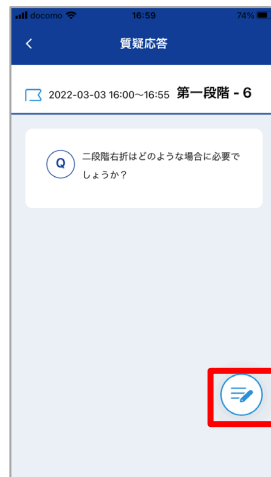 docomo 16:59 74%
質疑応答
2022-03-03 16:00~16:55 第一段階 - 6
Q 二段階右折はどのような場合に必要で
しょうか？